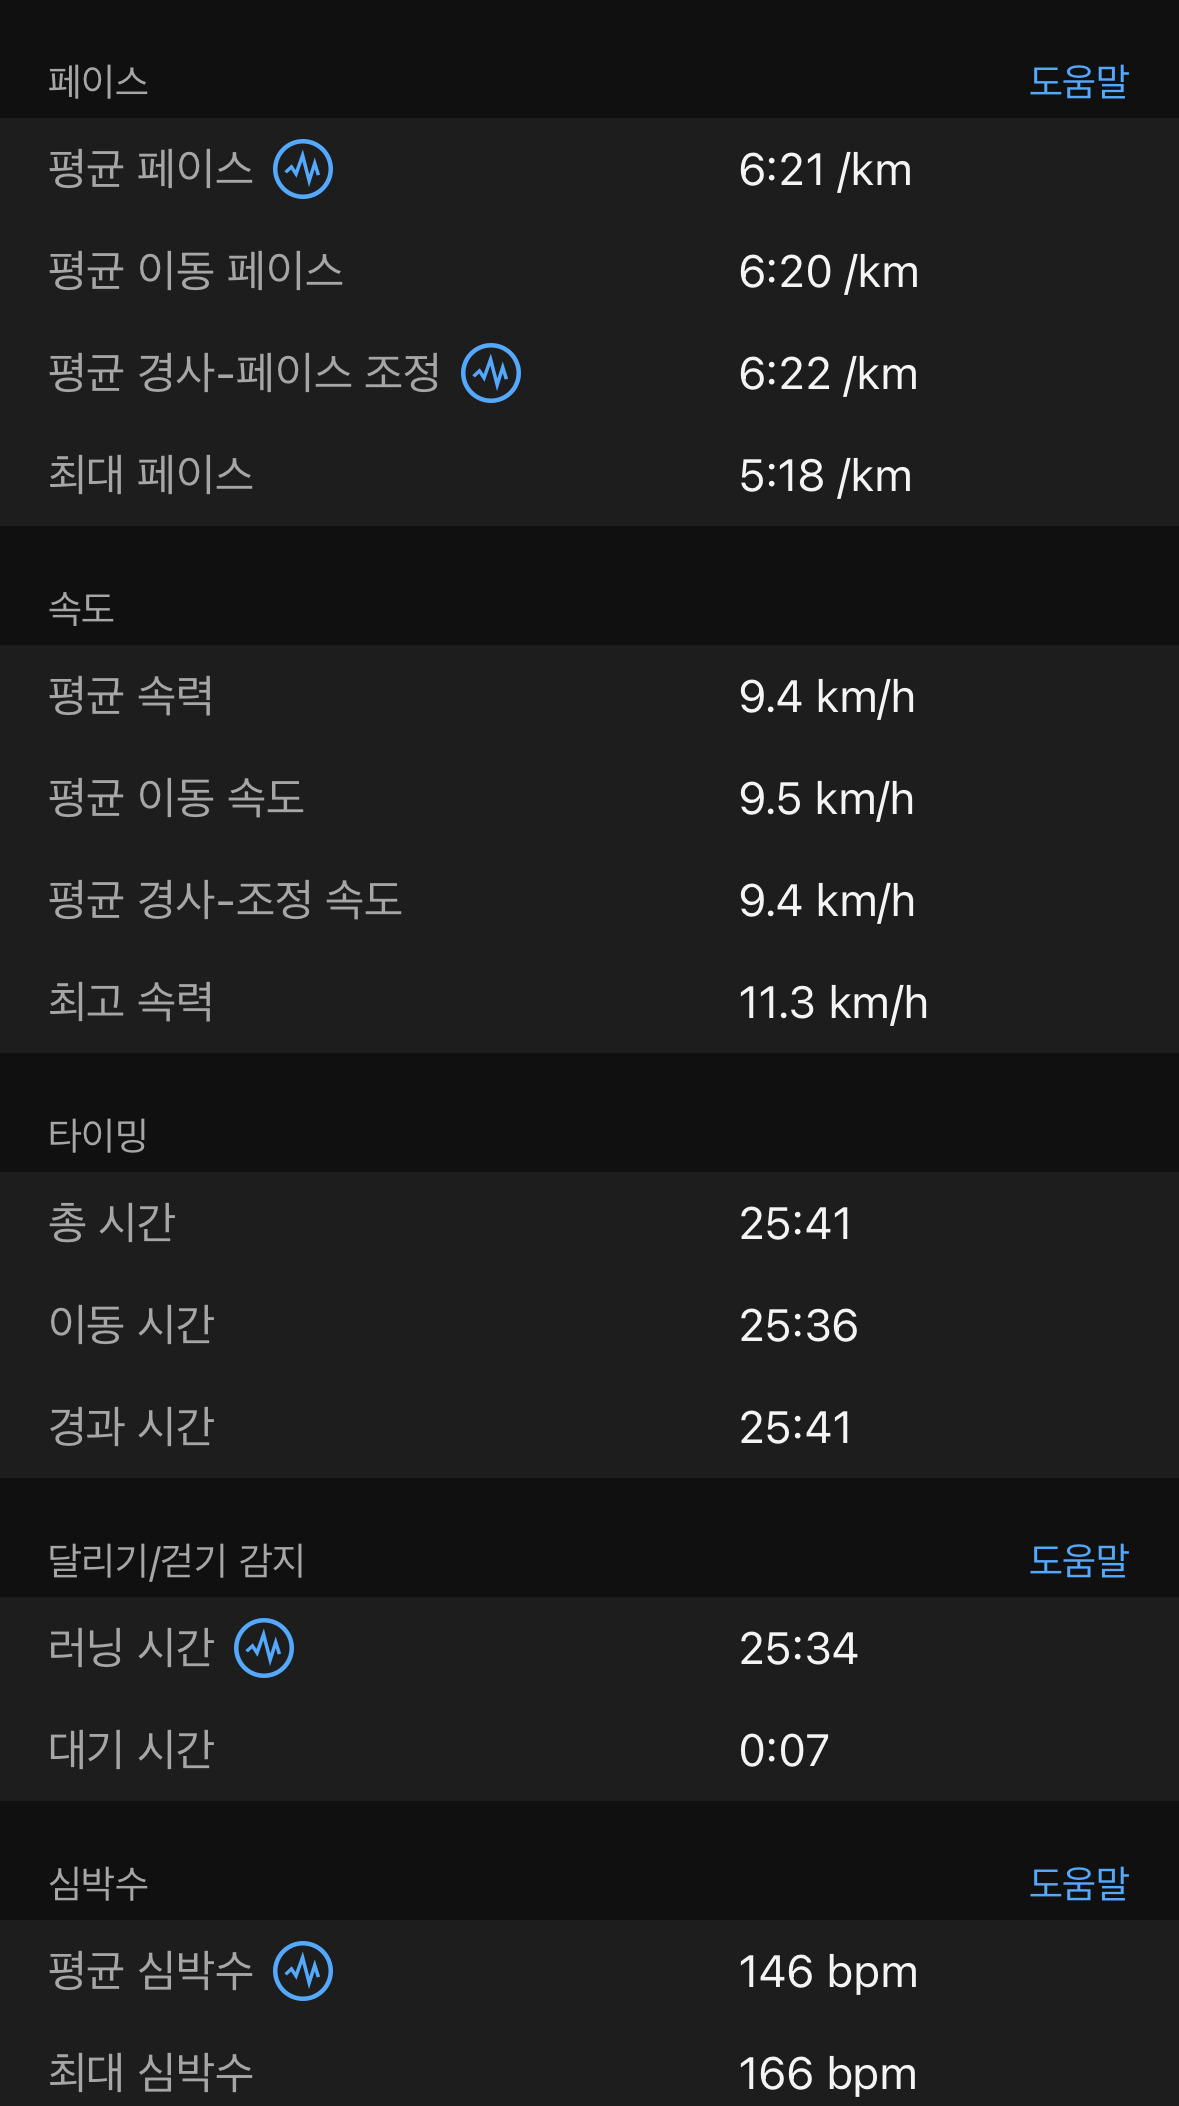 페이스 도움말
평균 페이스 6:21 /km
평균 이동 페이스 6:20 /km
평균 경사-페이스 조정 6:22 /km
최대 페이스 5:18 /km
속도
평균 속력 9.4 km/h
평균 이동 속도 9.5 km/h
평균 경사-조정 속도 9.4 km/h
최고 속력 11.3 km/h
타이밍
총 시간 25:41
이동 시간 25:36
경과 시간 25:41
달리기/걷기 감지 도움말
러닝 시간 25:34
대기 시간 0:07
심박수 도움말
평균 심박수 146 bpm
최대 심박수 166 bpm